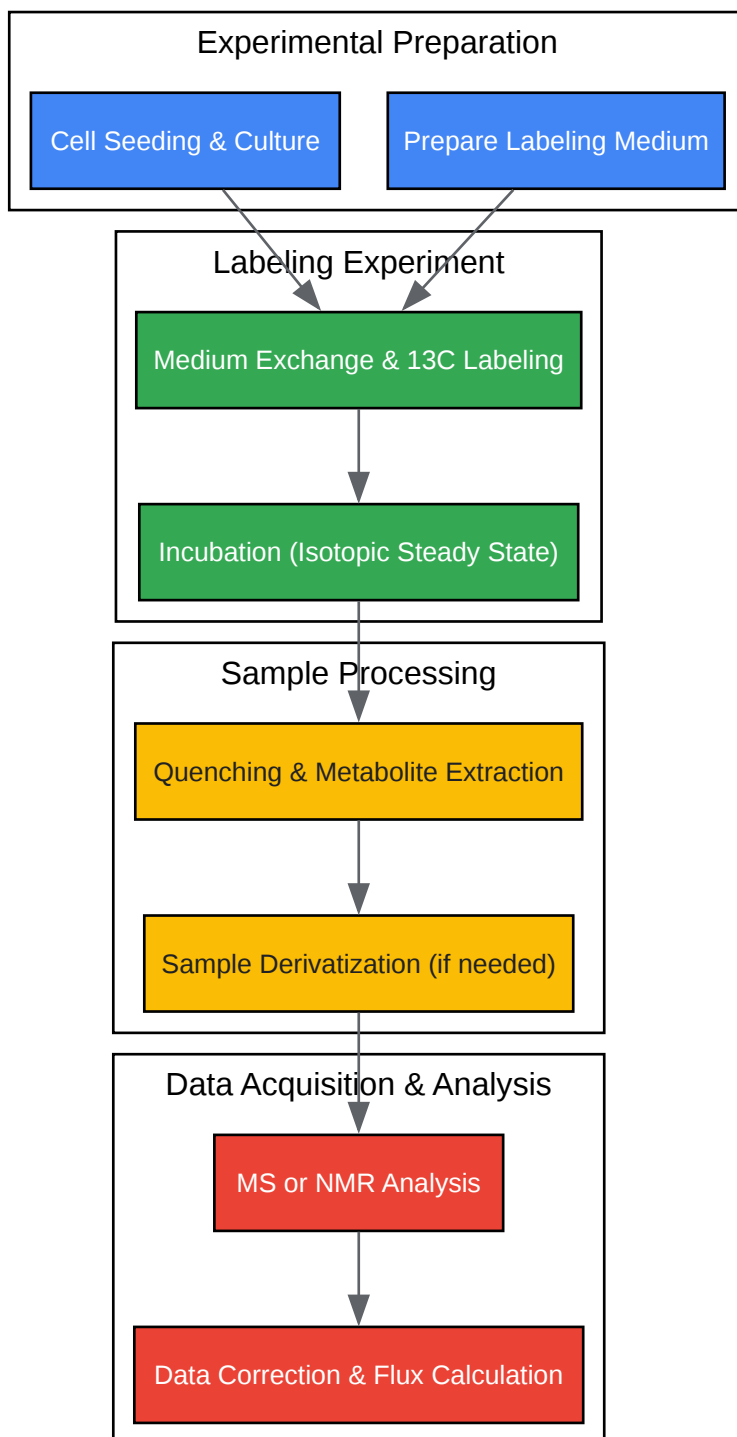 Experimental Preparation
Cell Seeding & Culture
Prepare Labeling Medium
Labeling Experiment
Medium Exchange & 13C Labeling
Incubation (Isotopic Steady State)
Sample Processing
Quenching & Metabolite Extraction
Sample Derivatization (if needed)
Data Acquisition & Analysis
MS or NMR Analysis
Data Correction & Flux Calculation